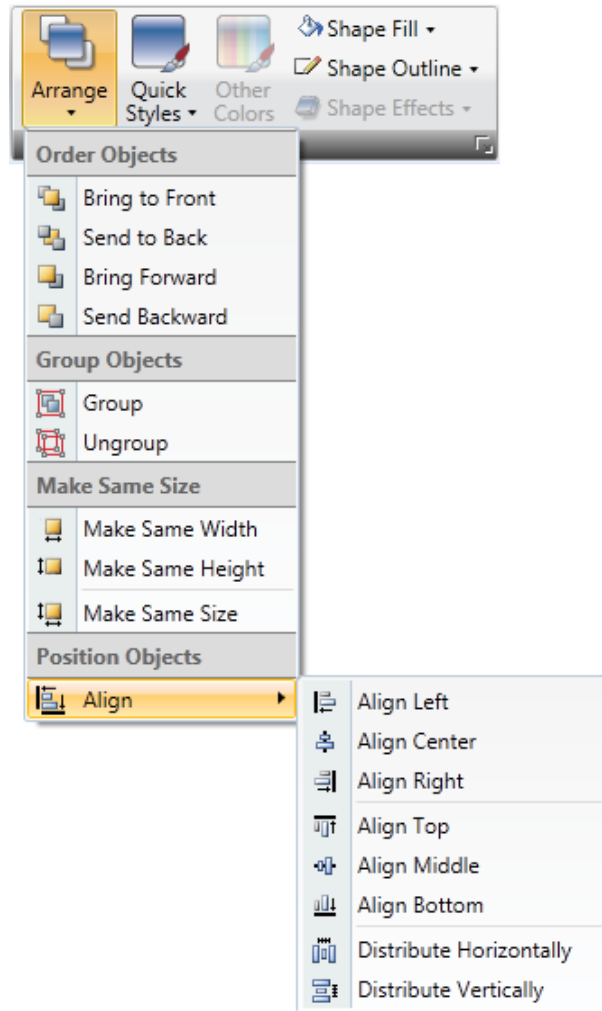 Arrange
Quick
Styles
Other
Colors
Shape Fill
Shape Outline
Shape Effects
Order Objects
Bring to Front
Send to Back
Bring Forward
Send Backward
Group Objects
Group
Ungroup
Make Same Size
Make Same Width
Make Same Height
Make Same Size
Position Objects
Align
Align Left
Align Center
Align Right
Align Top
Align Middle
Align Bottom
Distribute Horizontally
Distribute Vertically